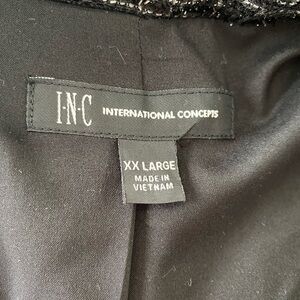 I·N·C INTERNATIONAL CONCEPTS
XX LARGE
MADE IN
VIETNAM